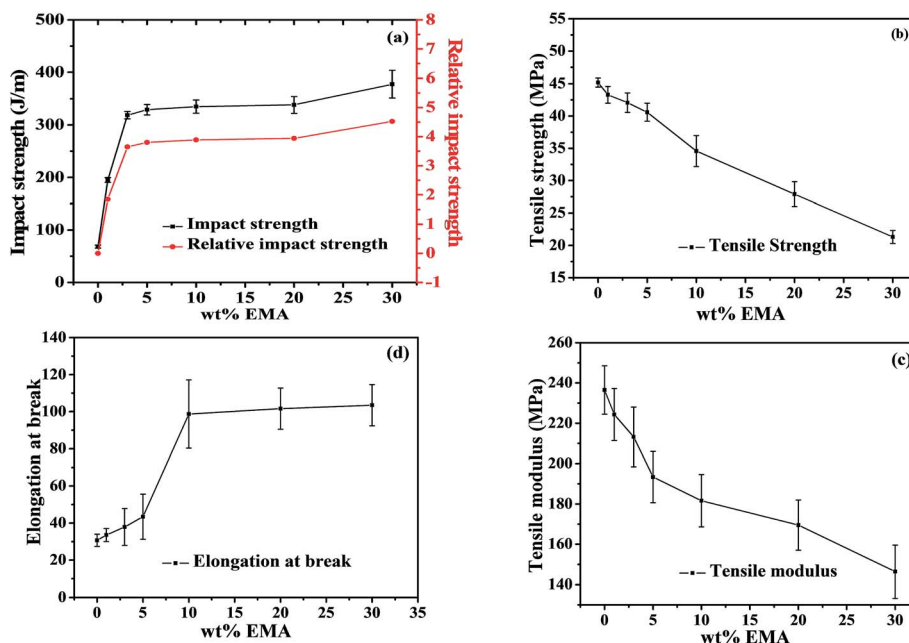 (a)
Impact strength (J/m)
500
400
300
200
100
0
Relative impact strength
8
7
6
5
4
3
2
1
0
-1
Impact strength
Relative impact strength
0 5 10 15 20 25 30
wt% EMA
(b)
Tensile strength (MPa)
50
45
40
35
30
25
20
15
Tensile Strength
0 5 10 15 20 25 30
wt% EMA
(d)
Elongation at break
140
120
100
80
60
40
20
0
Elongation at break
0 5 10 15 20 25 30 35
wt% EMA
(c)
Tensile modulus (MPa)
260
240
220
200
180
160
140
Tensile modulus
0 5 10 15 20 25 30
wt% EMA